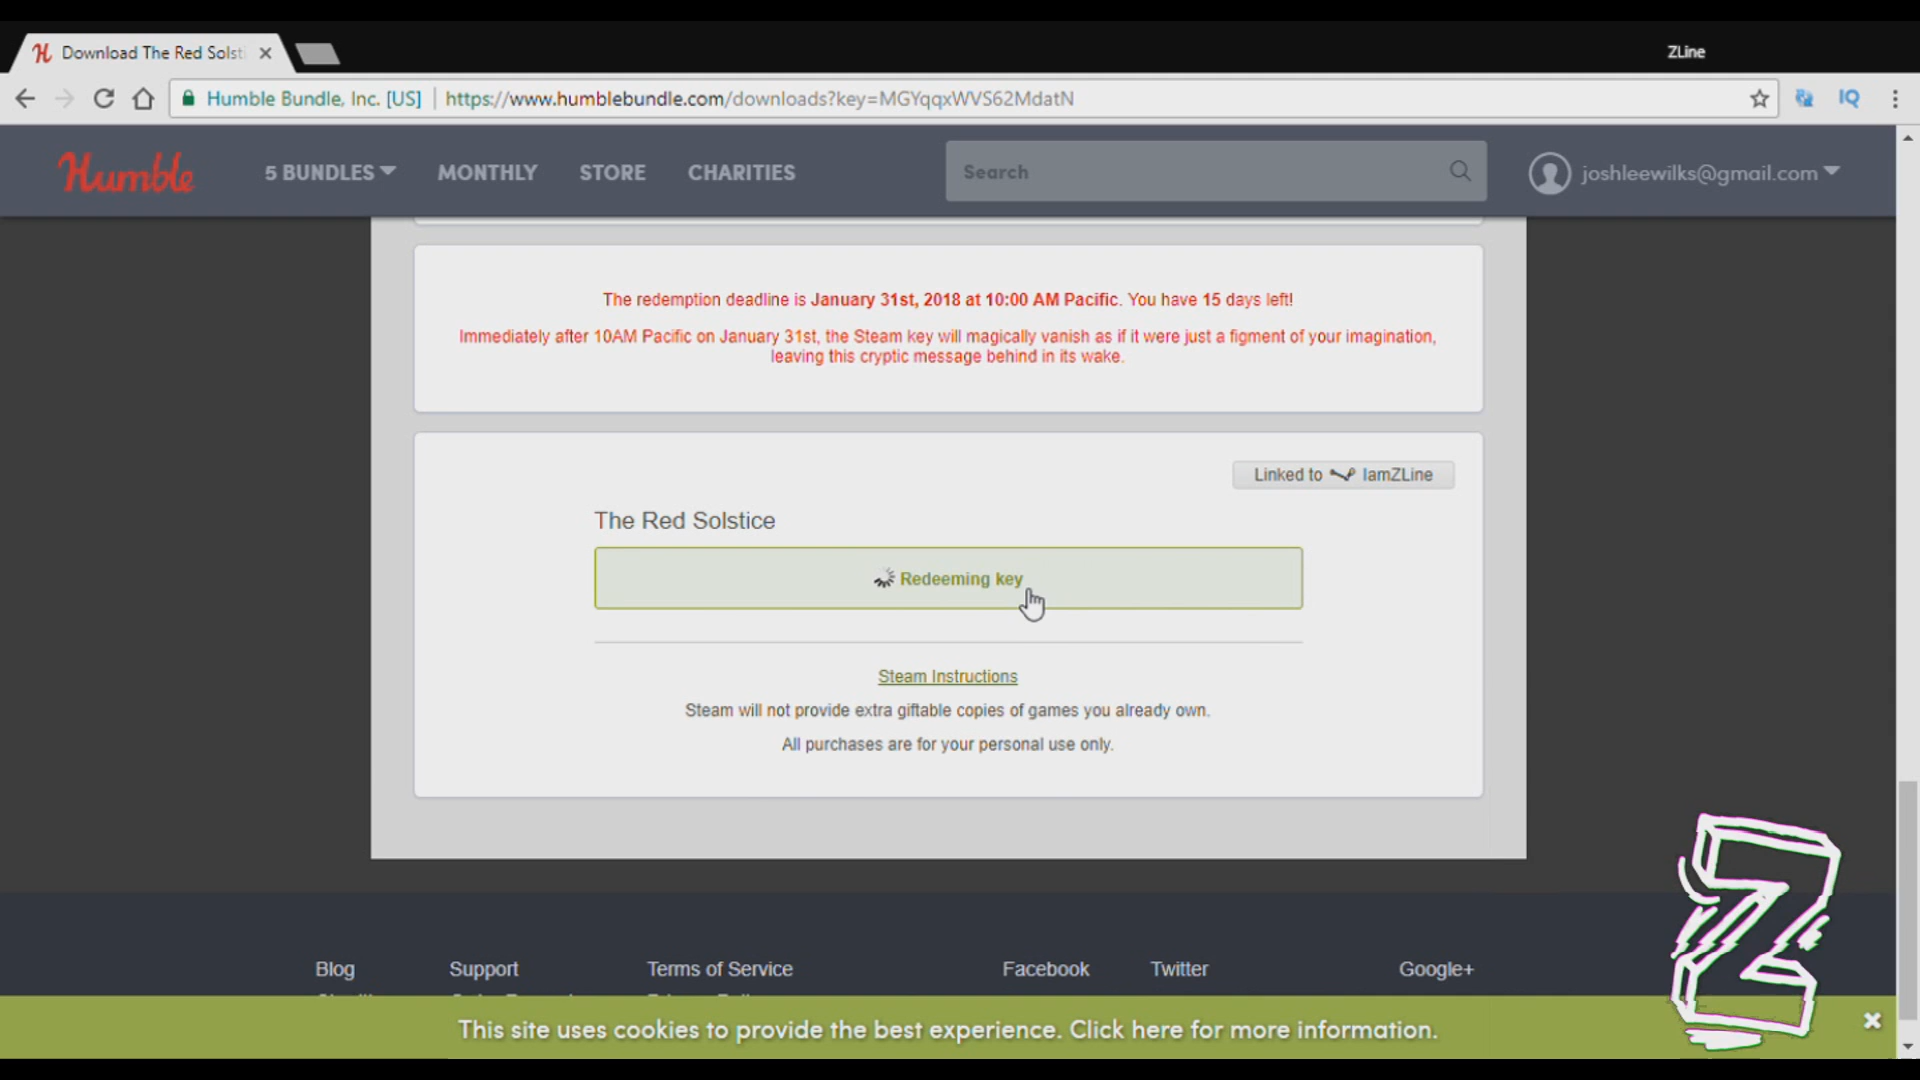 Download The Red Solsti
ZLine
Humble Bundle, Inc. [US] https://www.humblebundle.com/downloads?key=MGYqqxWVS62MdatN
IQ
Humble
5 BUNDLES
MONTHLY
STORE
CHARITIES
Search
joshleewilks@gmail.com
The redemption deadline is January 31st, 2018 at 10:00 AM Pacific. You have 15 days left!
Immediately after 10AM Pacific on January 31st, the Steam key will magically vanish as if it were just a figment of your imagination,
leaving this cryptic message behind in its wake.
Linked to IamZLine
The Red Solstice
Redeeming key
Steam Instructions
Steam will not provide extra giftable copies of games you already own.
All purchases are for your personal use only.
Blog
Support
Terms of Service
Facebook
Twitter
Google+
This site uses cookies to provide the best experience. Click here for more information.
Z